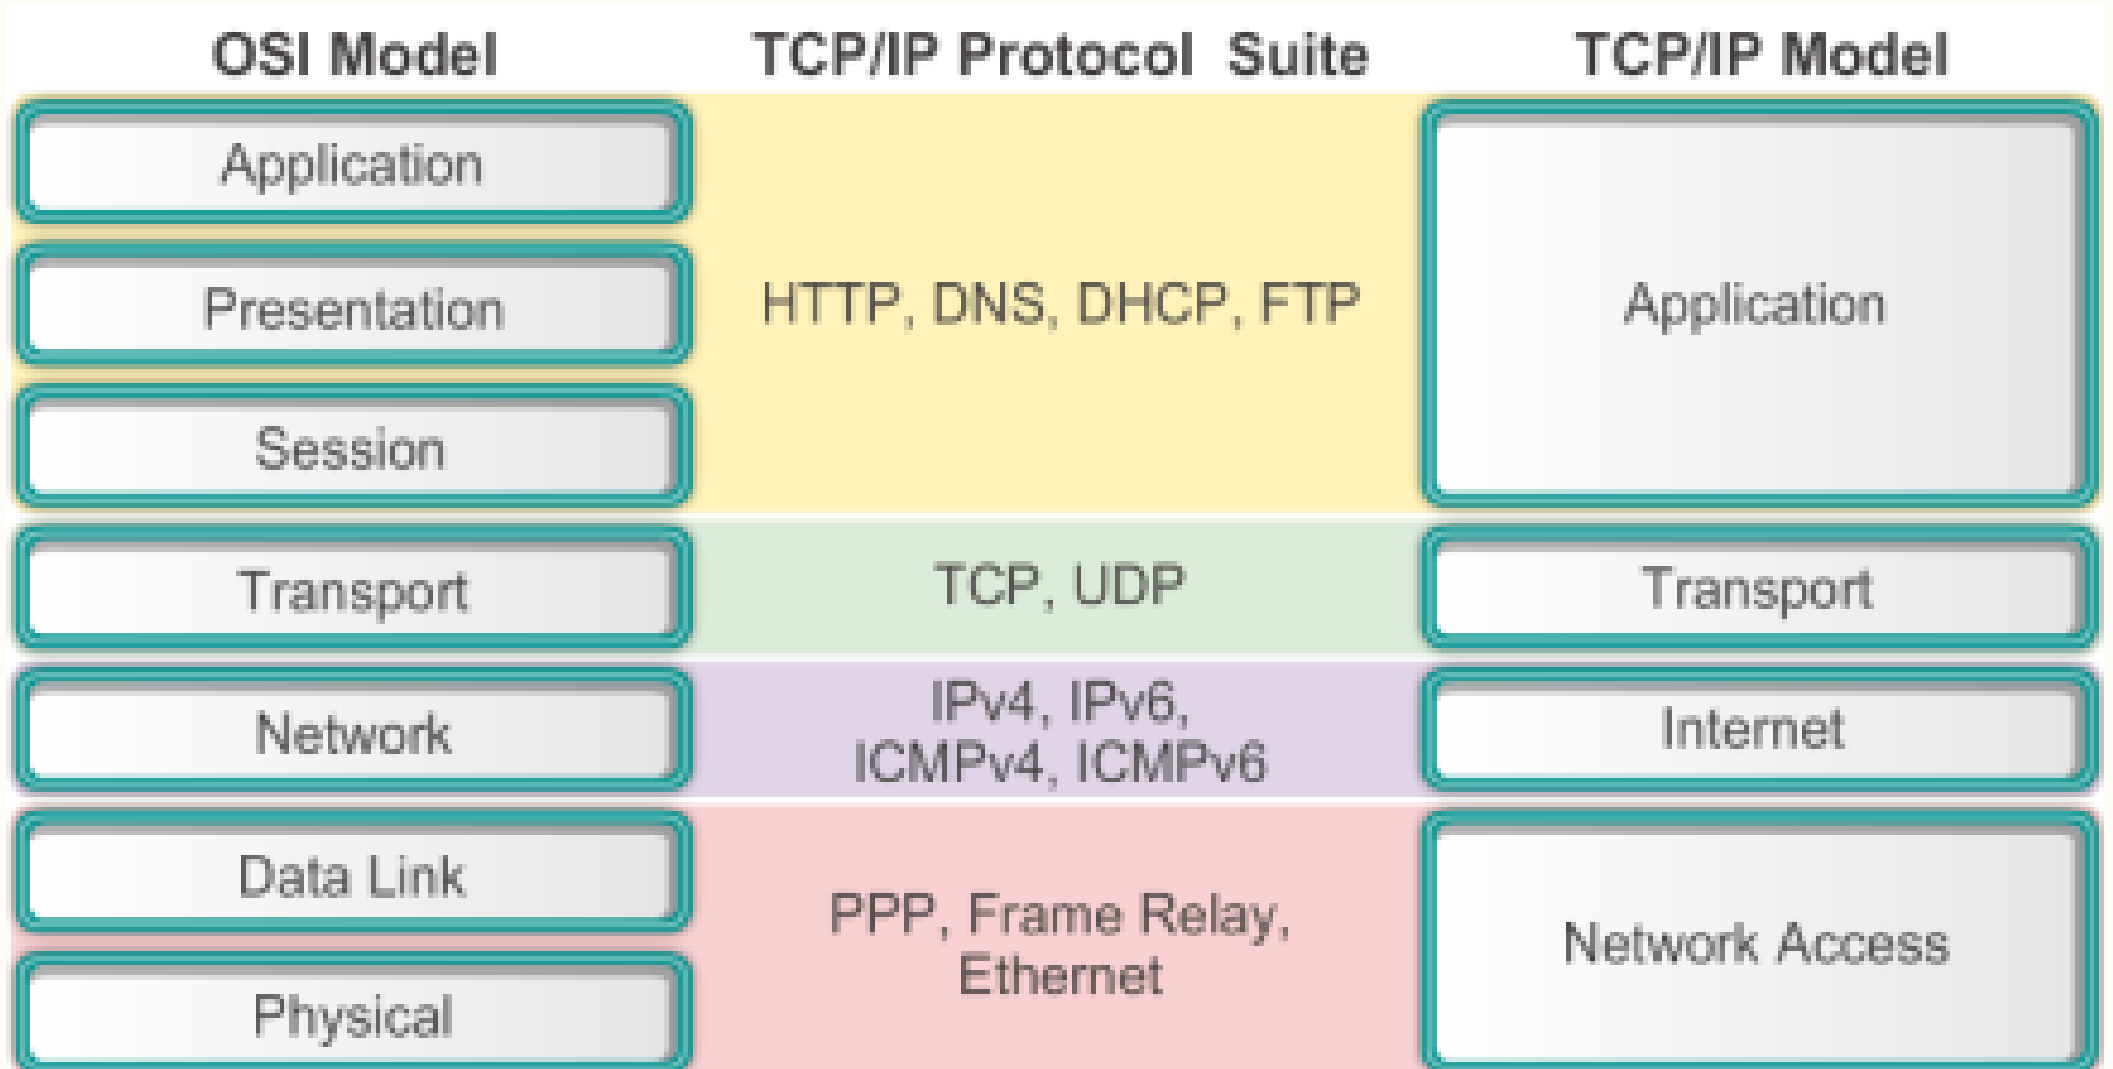 OSI Model
TCP/IP Protocol Suite
TCP/IP Model
Application
Presentation
Session
HTTP, DNS, DHCP, FTP
Application
Transport
TCP, UDP
Transport
Network
IPv4, IPv6,
ICMPv4, ICMPv6
Internet
Data Link
Physical
PPP, Frame Relay,
Ethernet
Network Access